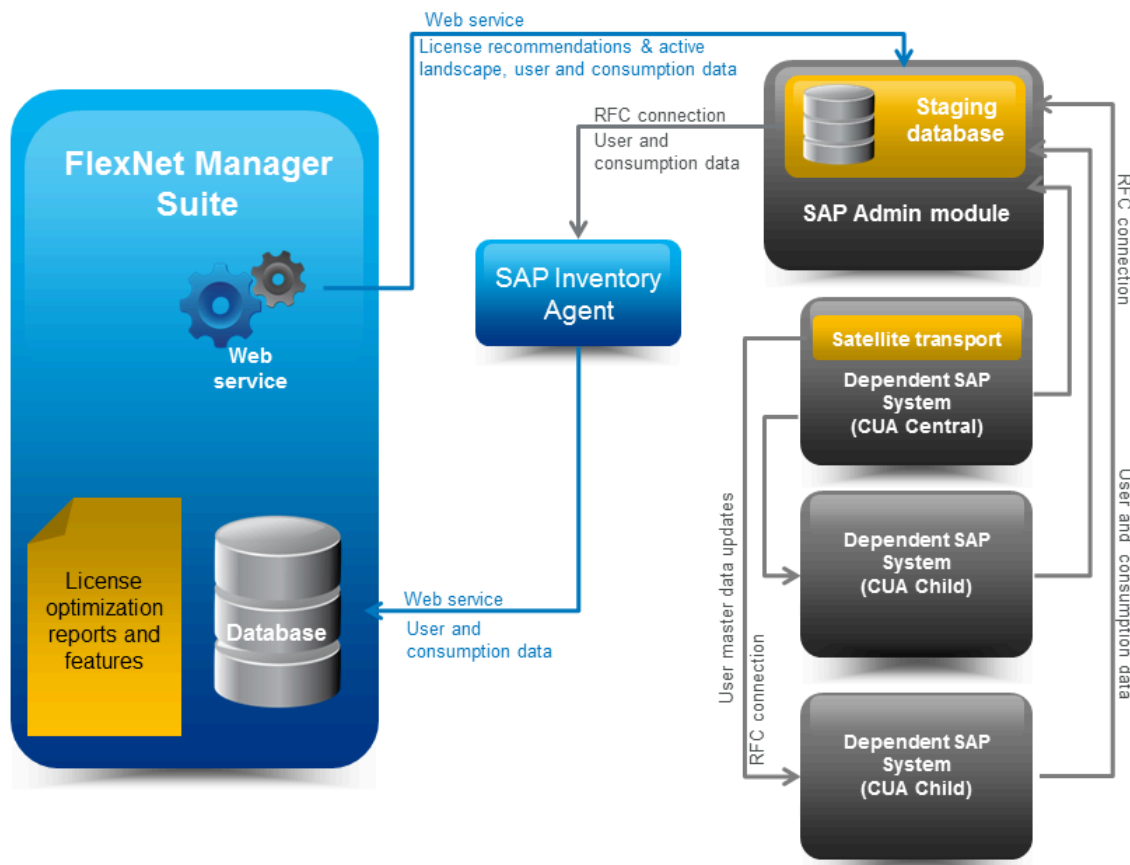 Web service
License recommendations & active
landscape, user and consumption data
FlexNet Manager
Suite
Web
service
License
optimization
reports and
features
Database
RFC connection
User and
consumption data
SAP Inventory
Agent
Web service
User and
consumption data
Staging
database
SAP Admin module
Satellite transport
Dependent SAP
System
(CUA Central)
Dependent SAP
System
(CUA Child)
Dependent SAP
System
(CUA Child)
User master data updates
RFC connection
RFC connection
User and consumption data